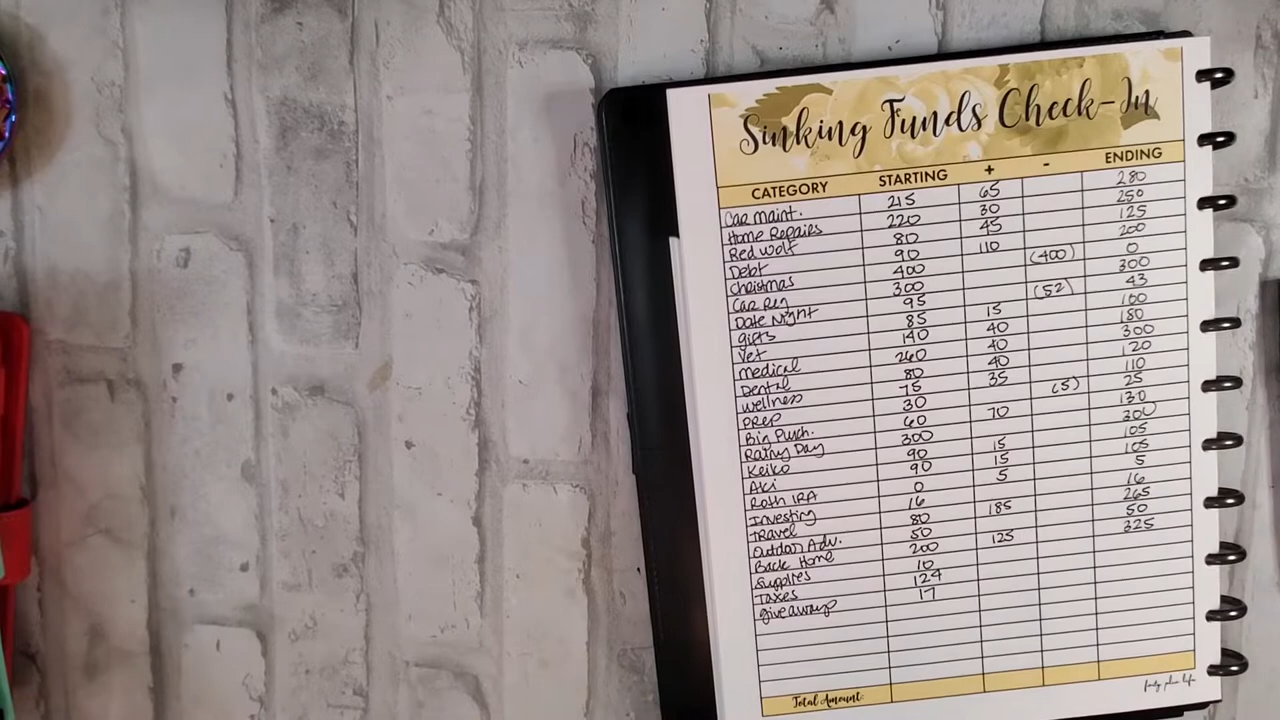 Sinking Funds Check-In
CATEGORY STARTING + - ENDING
Car Maint. 215 65 280
Home Repairs 220 30 250
Red Wolf 80 45 125
Debt 90 110 200
Christmas 400 (400) 0
Car Reg 300 300
Date Night 95 (52) 43
gifts 85 15 100
Vet 140 40 180
medical 260 40 300
Dental 80 40 120
wellness 75 35 110
PREP 30 (5) 25
Big Purch. 60 70 130
Rainy Day 300 300
Keiko 90 15 105
Aki 90 15 105
Roth IRA 0 5 5
Investing 16 16
Travel 80 185 265
Outdoor Adv. 50 50
Back Home 200 125 325
Supplies 10
Taxes 124
giveaways 17
Total Amount: